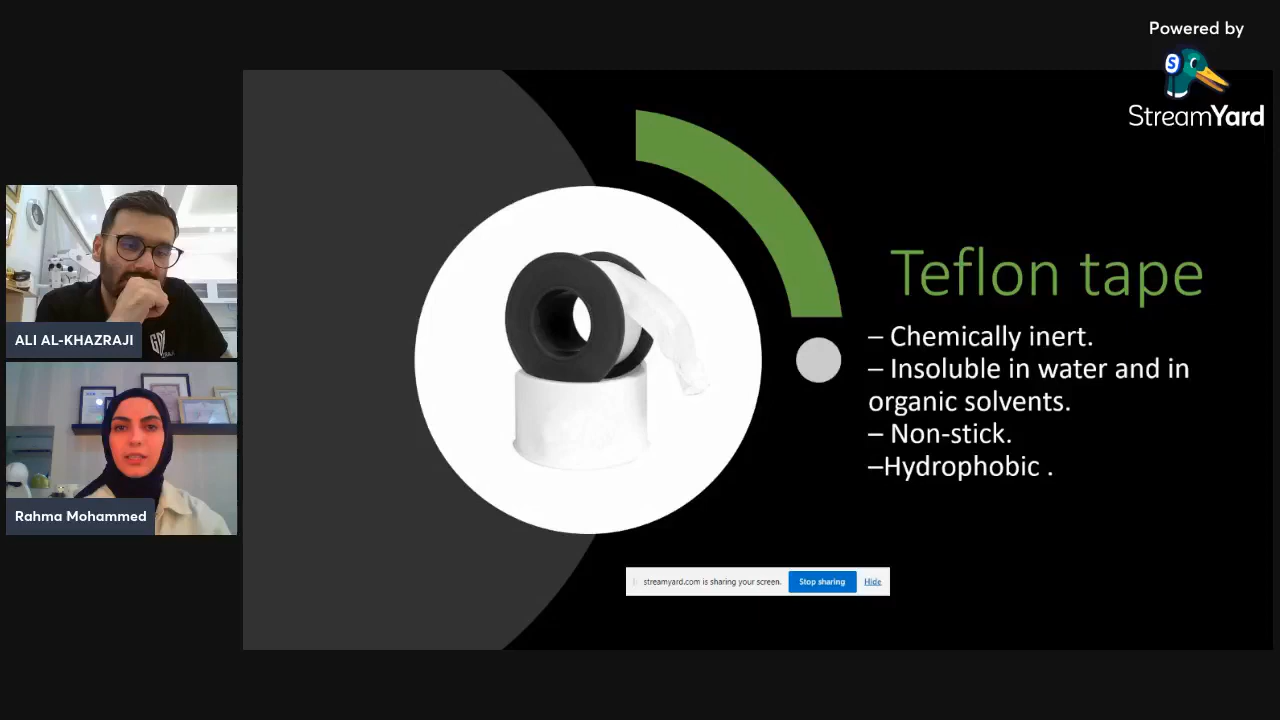 Powered by
StreamYard
ALI AL-KHAZRAJI
Rahma Mohammed
Teflon tape
– Chemically inert.
– Insoluble in water and in
organic solvents.
– Non-stick.
–Hydrophobic .
streamyard.com is sharing your screen. Stop sharing Hide